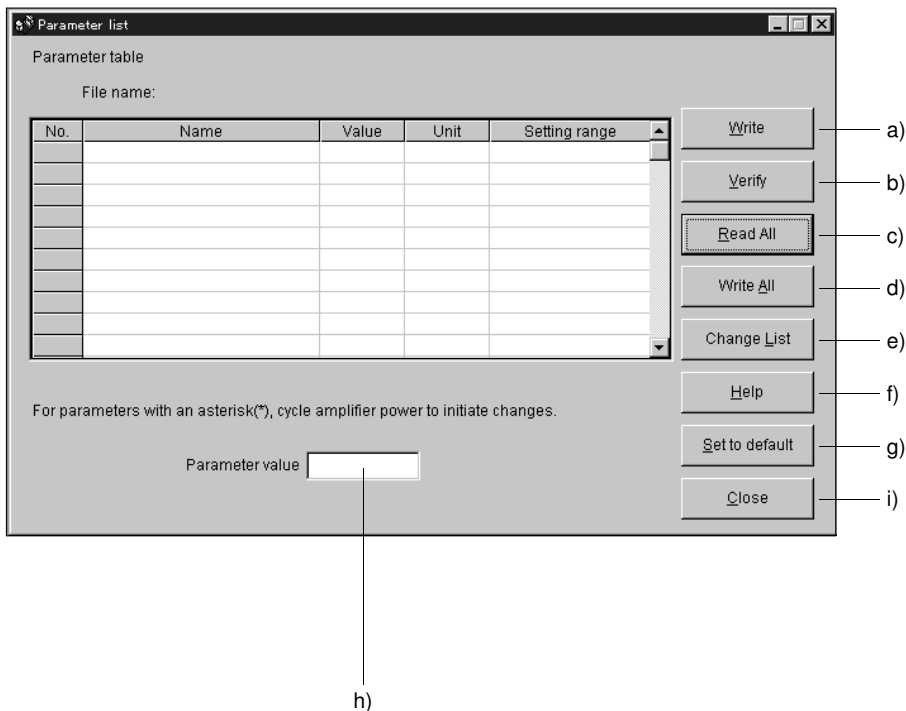 Parameter list
Parameter table
File name:
No. Name Value Unit Setting range
Write a)
Verify b)
Read All c)
Write All d)
Change List e)
Help f)
For parameters with an asterisk(*), cycle amplifier power to initiate changes.
Set to default g)
Parameter value
Close i)
h)